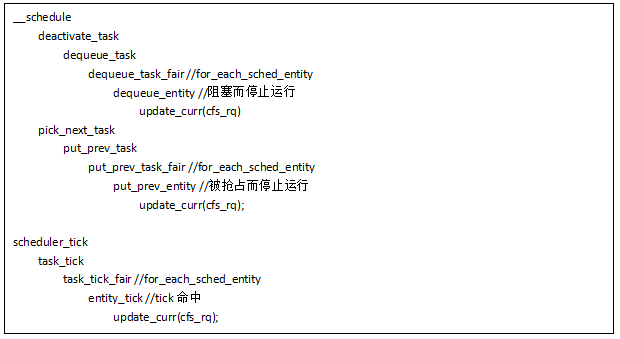 __schedule
deactivate_task
dequeue_task
dequeue_task_fair //for_each_sched_entity
dequeue_entity //阻塞而停止运行
update_curr(cfs_rq)
pick_next_task
put_prev_task
put_prev_task_fair //for_each_sched_entity
put_prev_entity //被抢占而停止运行
update_curr(cfs_rq);
scheduler_tick
task_tick
task_tick_fair //for_each_sched_entity
entity_tick //tick 命中
update_curr(cfs_rq);